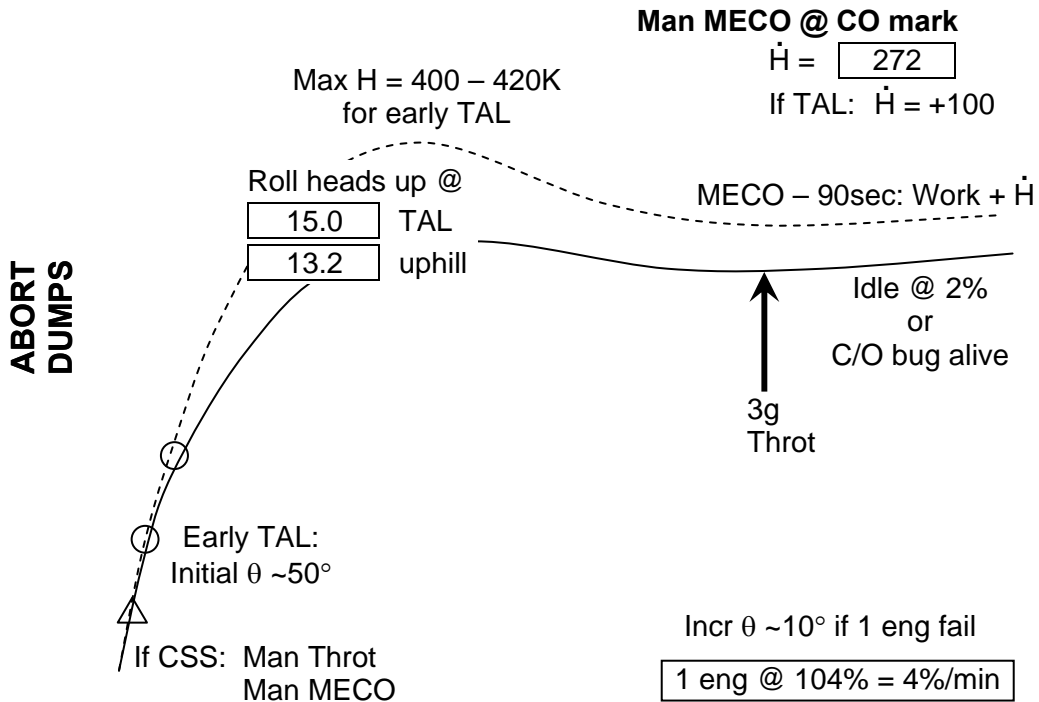 Man MECO @ CO mark
Ḣ = 272
If TAL: Ḣ = +100
Max H = 400 – 420K
for early TAL
Roll heads up @
15.0 TAL
13.2 uphill
MECO – 90sec: Work + Ḣ
ABORT
DUMPS
Idle @ 2%
or
C/O bug alive
3g
Throt
Early TAL:
Initial θ ~50°
If CSS: Man Throt
Man MECO
Incr θ ~10° if 1 eng fail
1 eng @ 104% = 4%/min